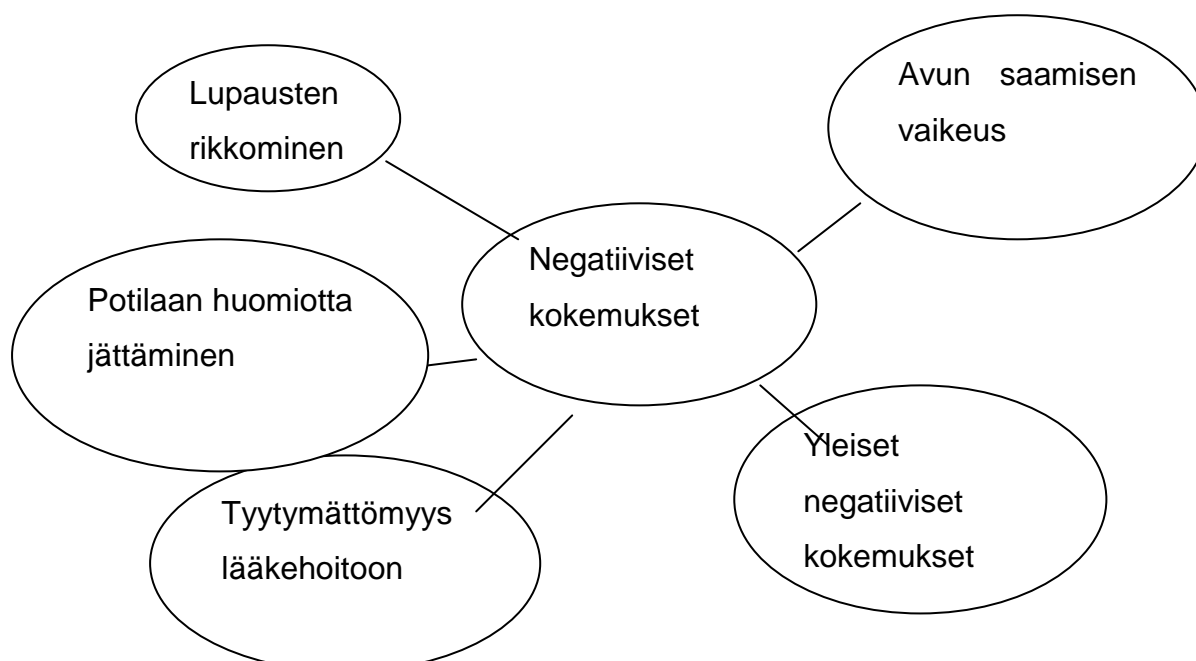 Lupausten
rikkominen
Avun saamisen
vaikeus
Negatiiviset
kokemukset
Potilaan huomiotta
jättäminen
Tyytymättömyys
lääkehoitoon
Yleiset
negatiiviset
kokemukset